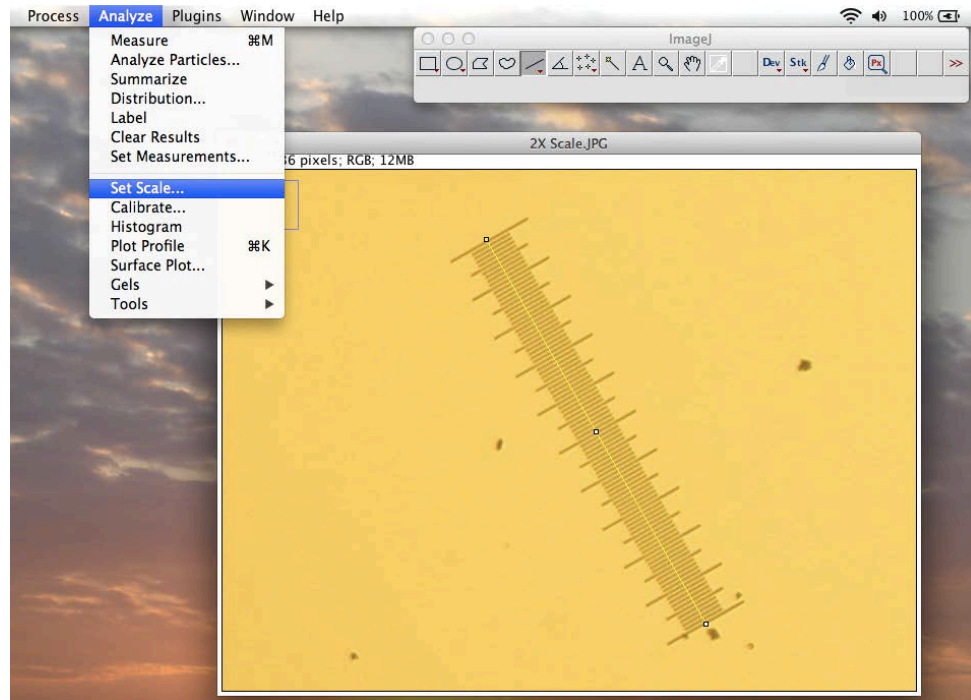 Process Analyze Plugins Window Help 100%
Measure ⌘M
Analyze Particles...
Summarize
Distribution...
Label
Clear Results
Set Measurements...
Set Scale...
Calibrate...
Histogram
Plot Profile ⌘K
Surface Plot...
Gels
Tools
ImageJ
A Dev Stk Px >>
2X Scale.JPG
6 pixels; RGB; 12MB